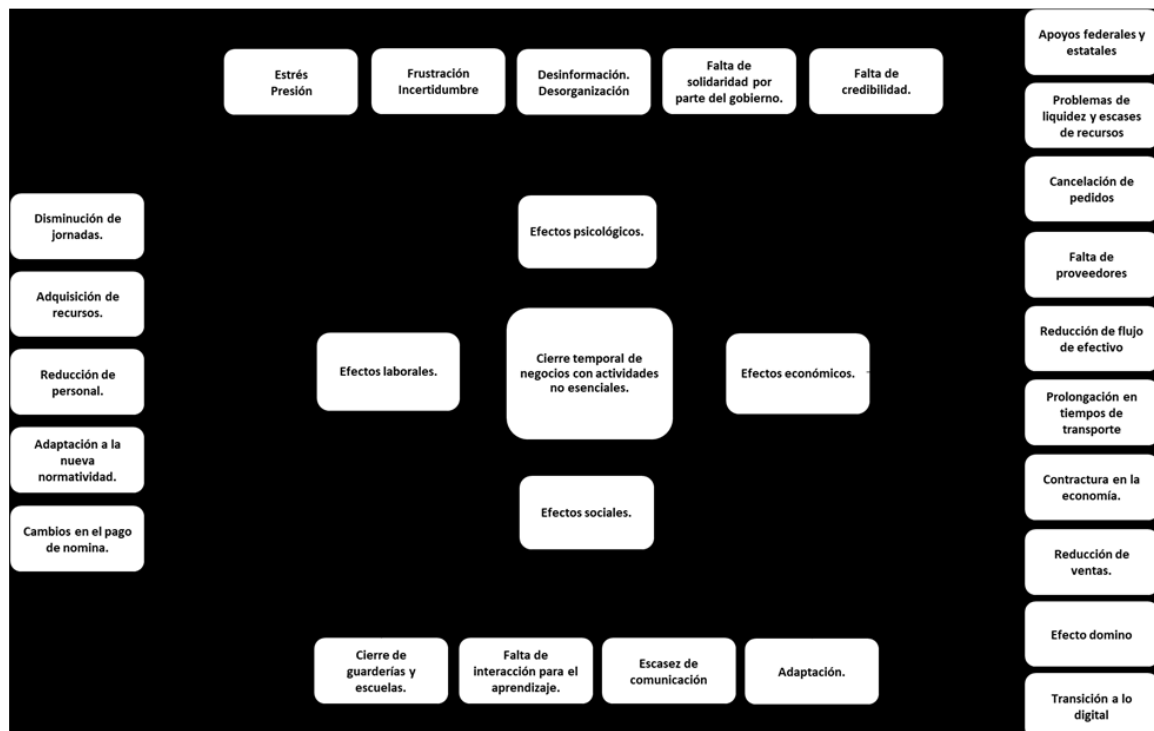 Estrés
Presión
Frustración
Incertidumbre
Desinformación.
Desorganización
Falta de
solidaridad por
parte del gobierno.
Falta de
credibilidad.
Apoyos federales y
estatales
Problemas de
liquidez y escases
de recursos
Cancelación de
pedidos
Falta de
proveedores
Reducción de flujo
de efectivo
Prolongación en
tiempos de
transporte
Contractura en la
economía.
Reducción de
ventas.
Efecto domino
Transición a lo
digital
Disminución de
jornadas.
Adquisición de
recursos.
Reducción de
personal.
Adaptación a la
nueva
normatividad.
Cambios en el pago
de nomina.
Efectos psicológicos.
Efectos laborales.
Cierre temporal de
negocios con actividades
no esenciales.
Efectos económicos.
Efectos sociales.
Cierre de
guarderías y
escuelas.
Falta de
interacción para el
aprendizaje.
Escasez de
comunicación
Adaptación.